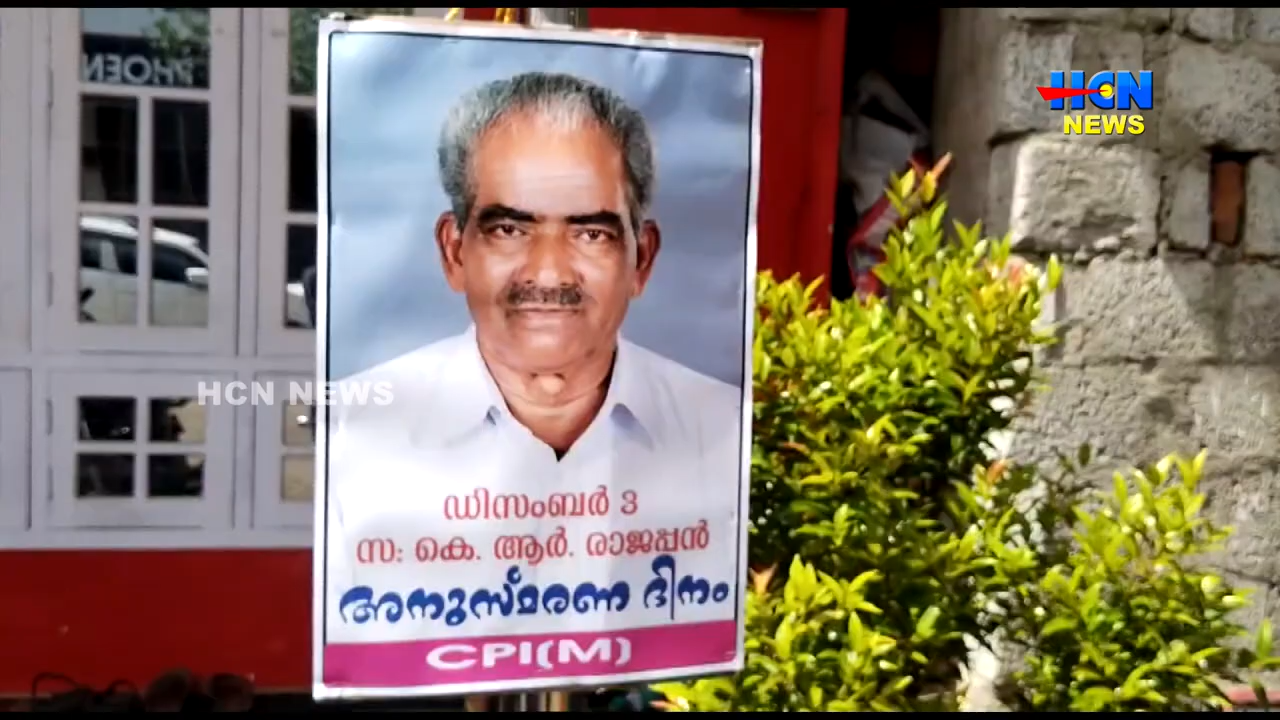 HCN
NEWS
HCN NEWS
ഡിസംബർ 3
സ: കെ. ആർ. രാജപ്പൻ
അനുസ്മരണ ദിനം
CPI(M)